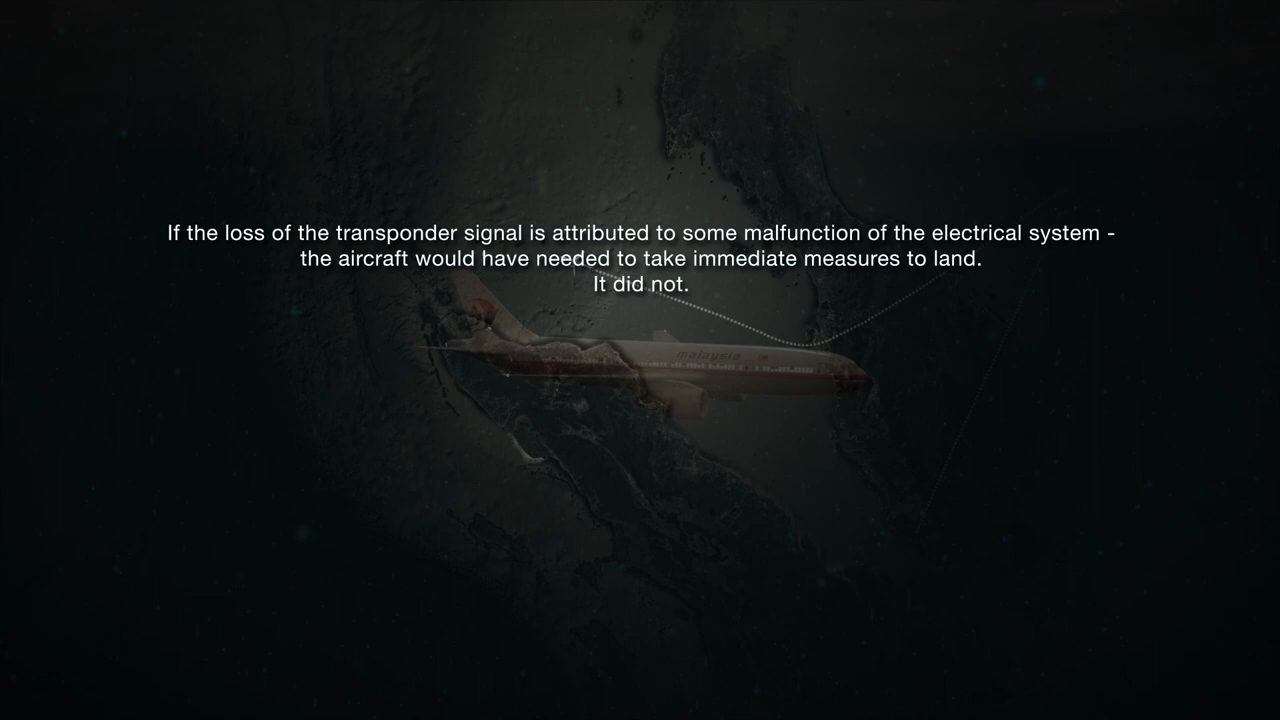 If the loss of the transponder signal is attributed to some malfunction of the electrical system -
the aircraft would have needed to take immediate measures to land.
It did not.
malaysia